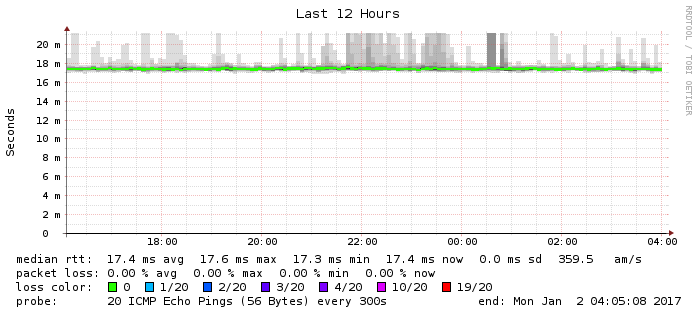 Last 12 Hours
RRDTOOL / TOBI OETIKER
Seconds
20 m
18 m
16 m
14 m
12 m
10 m
8 m
6 m
4 m
2 m
0
18:00 20:00 22:00 00:00 02:00 04:00
median rtt: 17.4 ms avg 17.6 ms max 17.3 ms min 17.4 ms now 0.0 ms sd 359.5 am/s
packet loss: 0.00 % avg 0.00 % max 0.00 % min 0.00 % now
loss color: 0 1/20 2/20 3/20 4/20 10/20 19/20
probe: 20 ICMP Echo Pings (56 Bytes) every 300s end: Mon Jan 2 04:05:08 2017